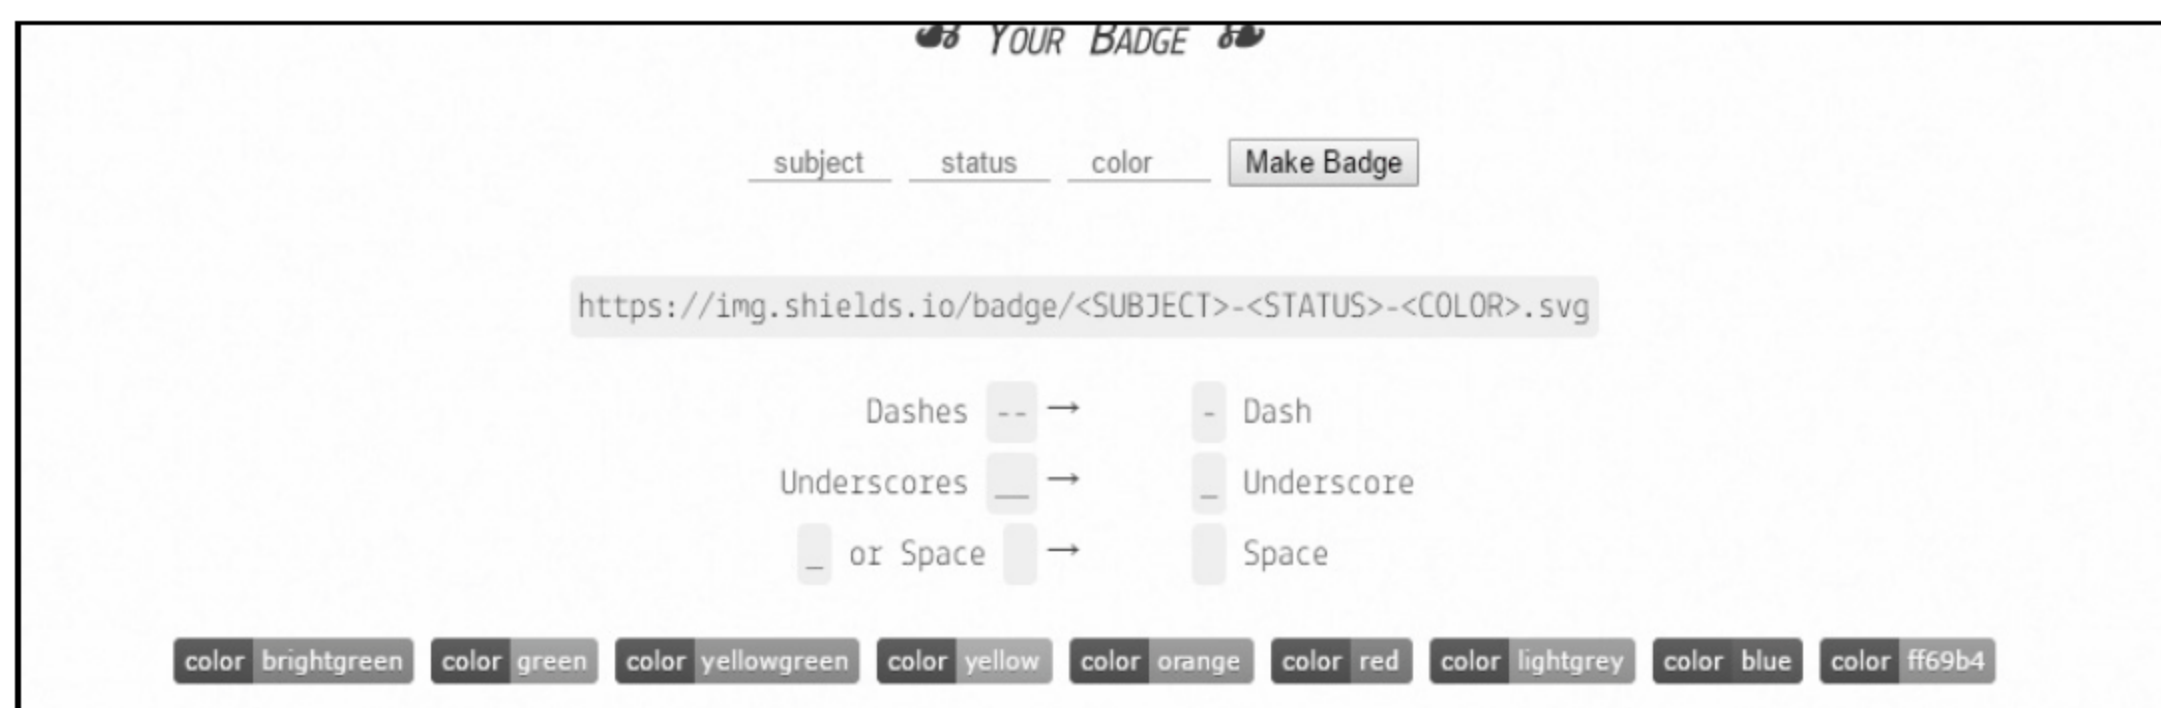 YOUR BADGE
subject status color Make Badge
https://img.shields.io/badge/<SUBJECT>-<STATUS>-<COLOR>.svg
Dashes -- → - Dash
Underscores __ → _ Underscore
_ or Space → Space
color brightgreen color green color yellowgreen color yellow color orange color red color lightgrey color blue color ff69b4